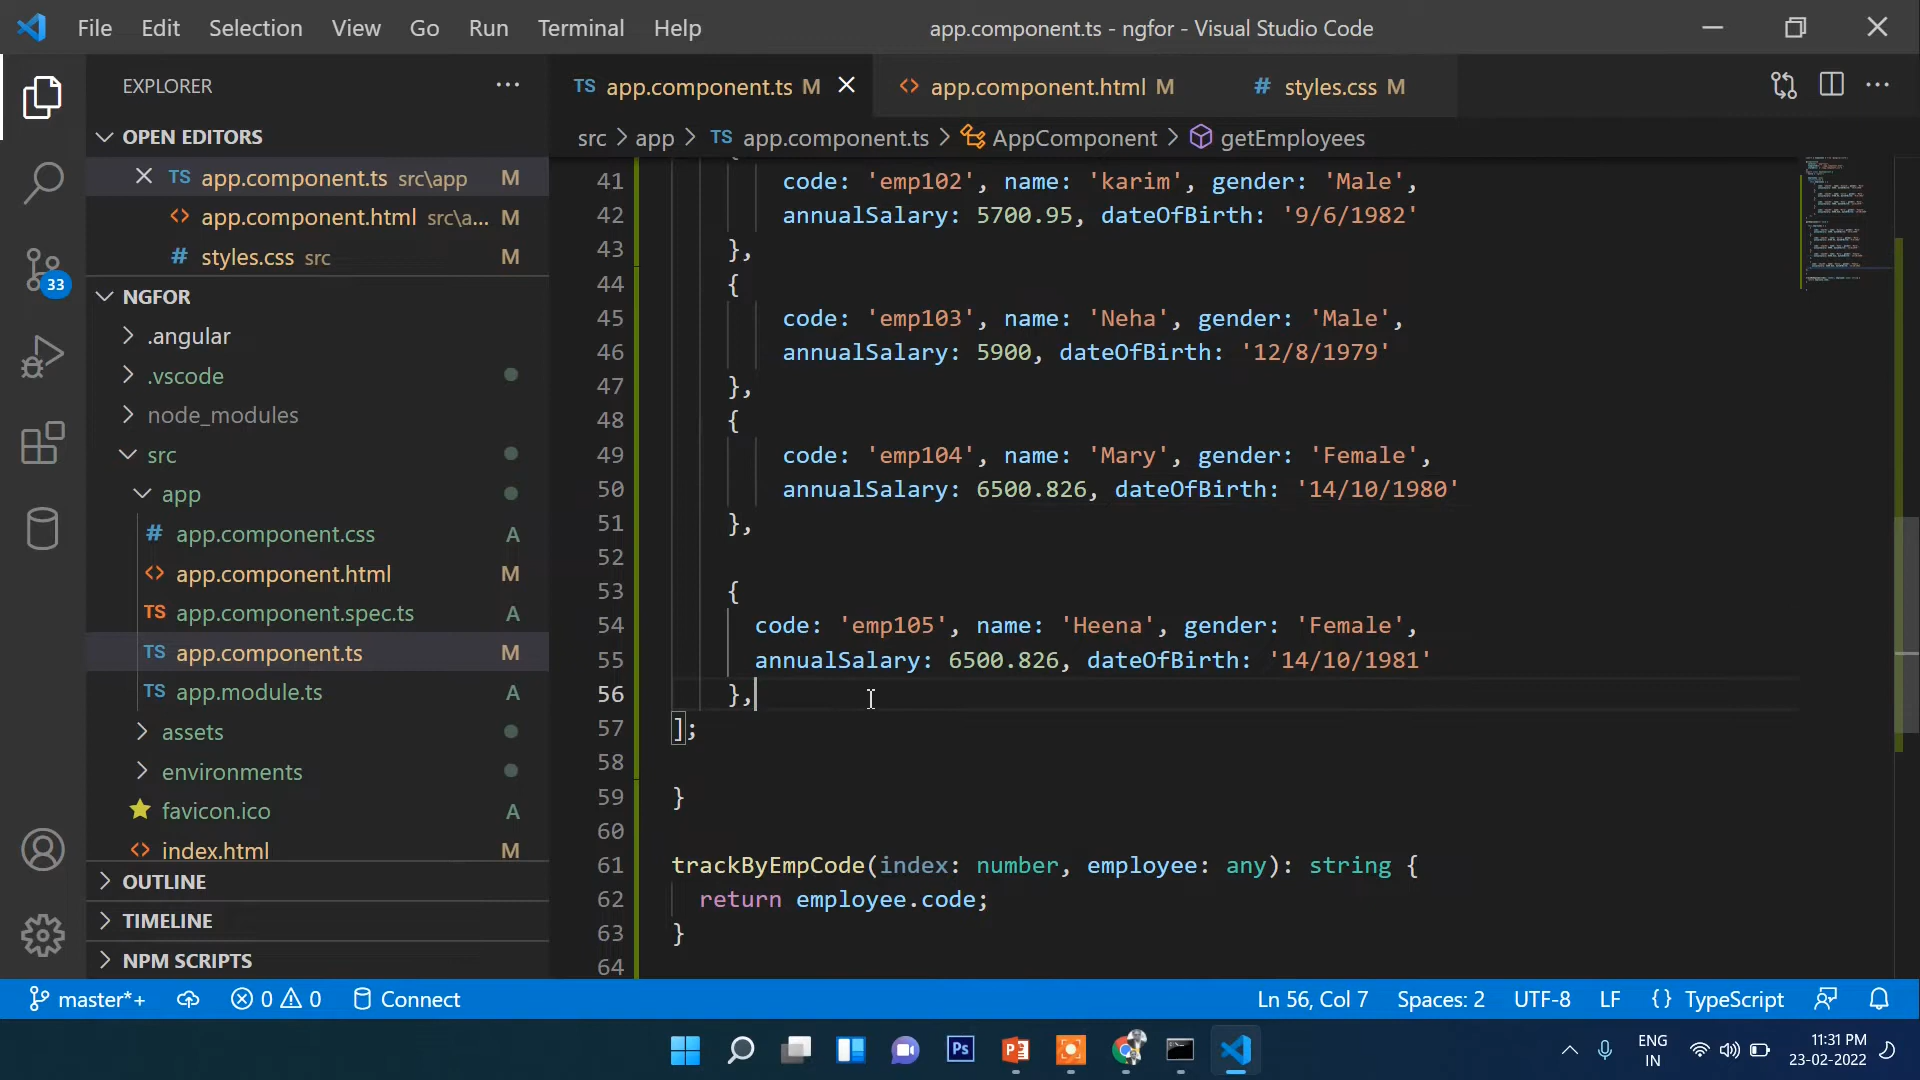 File Edit Selection View Go Run Terminal Help
app.component.ts - ngfor - Visual Studio Code
EXPLORER
OPEN EDITORS
TS app.component.ts src\app M
app.component.html src\a... M
# styles.css src M
33
NGFOR
.angular
.vscode
node_modules
src
app
# app.component.css A
app.component.html M
TS app.component.spec.ts A
TS app.component.ts M
TS app.module.ts A
assets
environments
favicon.ico A
index.html M
OUTLINE
TIMELINE
NPM SCRIPTS
TS app.component.ts M
app.component.html M
# styles.css M
src > app > TS app.component.ts > AppComponent > getEmployees
41 code: 'emp102', name: 'karim', gender: 'Male',
42 annualSalary: 5700.95, dateOfBirth: '9/6/1982'
43 },
44 {
45 code: 'emp103', name: 'Neha', gender: 'Male',
46 annualSalary: 5900, dateOfBirth: '12/8/1979'
47 },
48 {
49 code: 'emp104', name: 'Mary', gender: 'Female',
50 annualSalary: 6500.826, dateOfBirth: '14/10/1980'
51 },
52
53 {
54 code: 'emp105', name: 'Heena', gender: 'Female',
55 annualSalary: 6500.826, dateOfBirth: '14/10/1981'
56 },
57 ];
58
59 }
60
61 trackByEmpCode(index: number, employee: any): string {
62 return employee.code;
63 }
64
master*+ 0 0 Connect
Ln 56, Col 7 Spaces: 2 UTF-8 LF {} TypeScript
Ps
ENG
IN
11:31 PM
23-02-2022